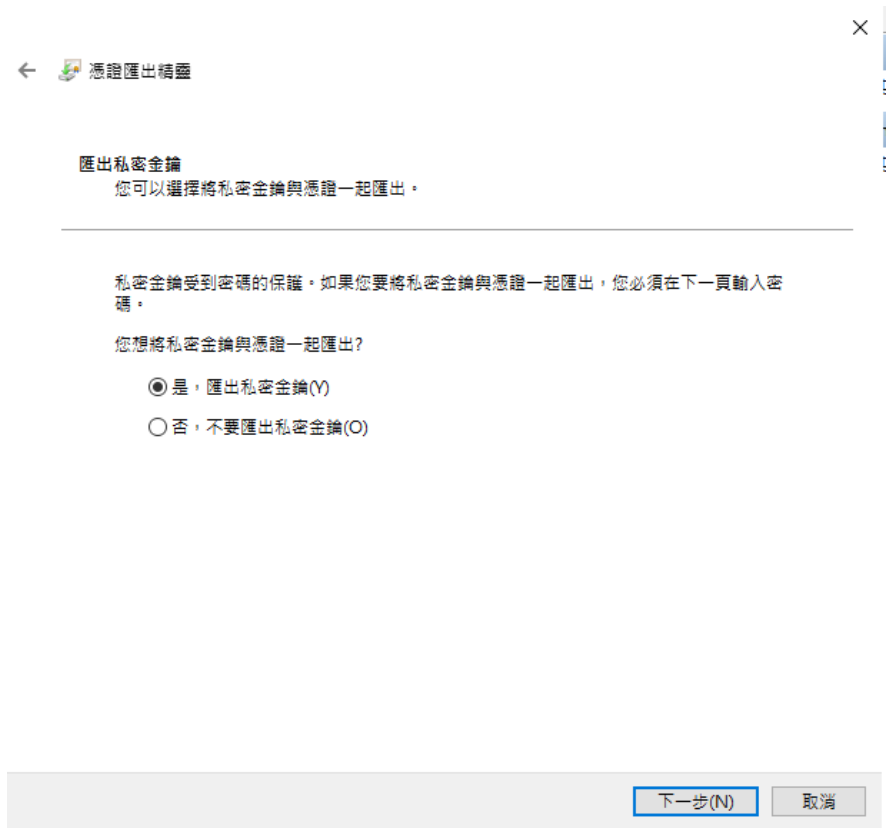 憑證匯出精靈
匯出私密金鑰
您可以選擇將私密金鑰與憑證一起匯出。
私密金鑰受到密碼的保護。如果您要將私密金鑰與憑證一起匯出，您必須在下一頁輸入密
碼。
您想將私密金鑰與憑證一起匯出?
是，匯出私密金鑰(Y)
否，不要匯出私密金鑰(O)
下一步(N) 取消